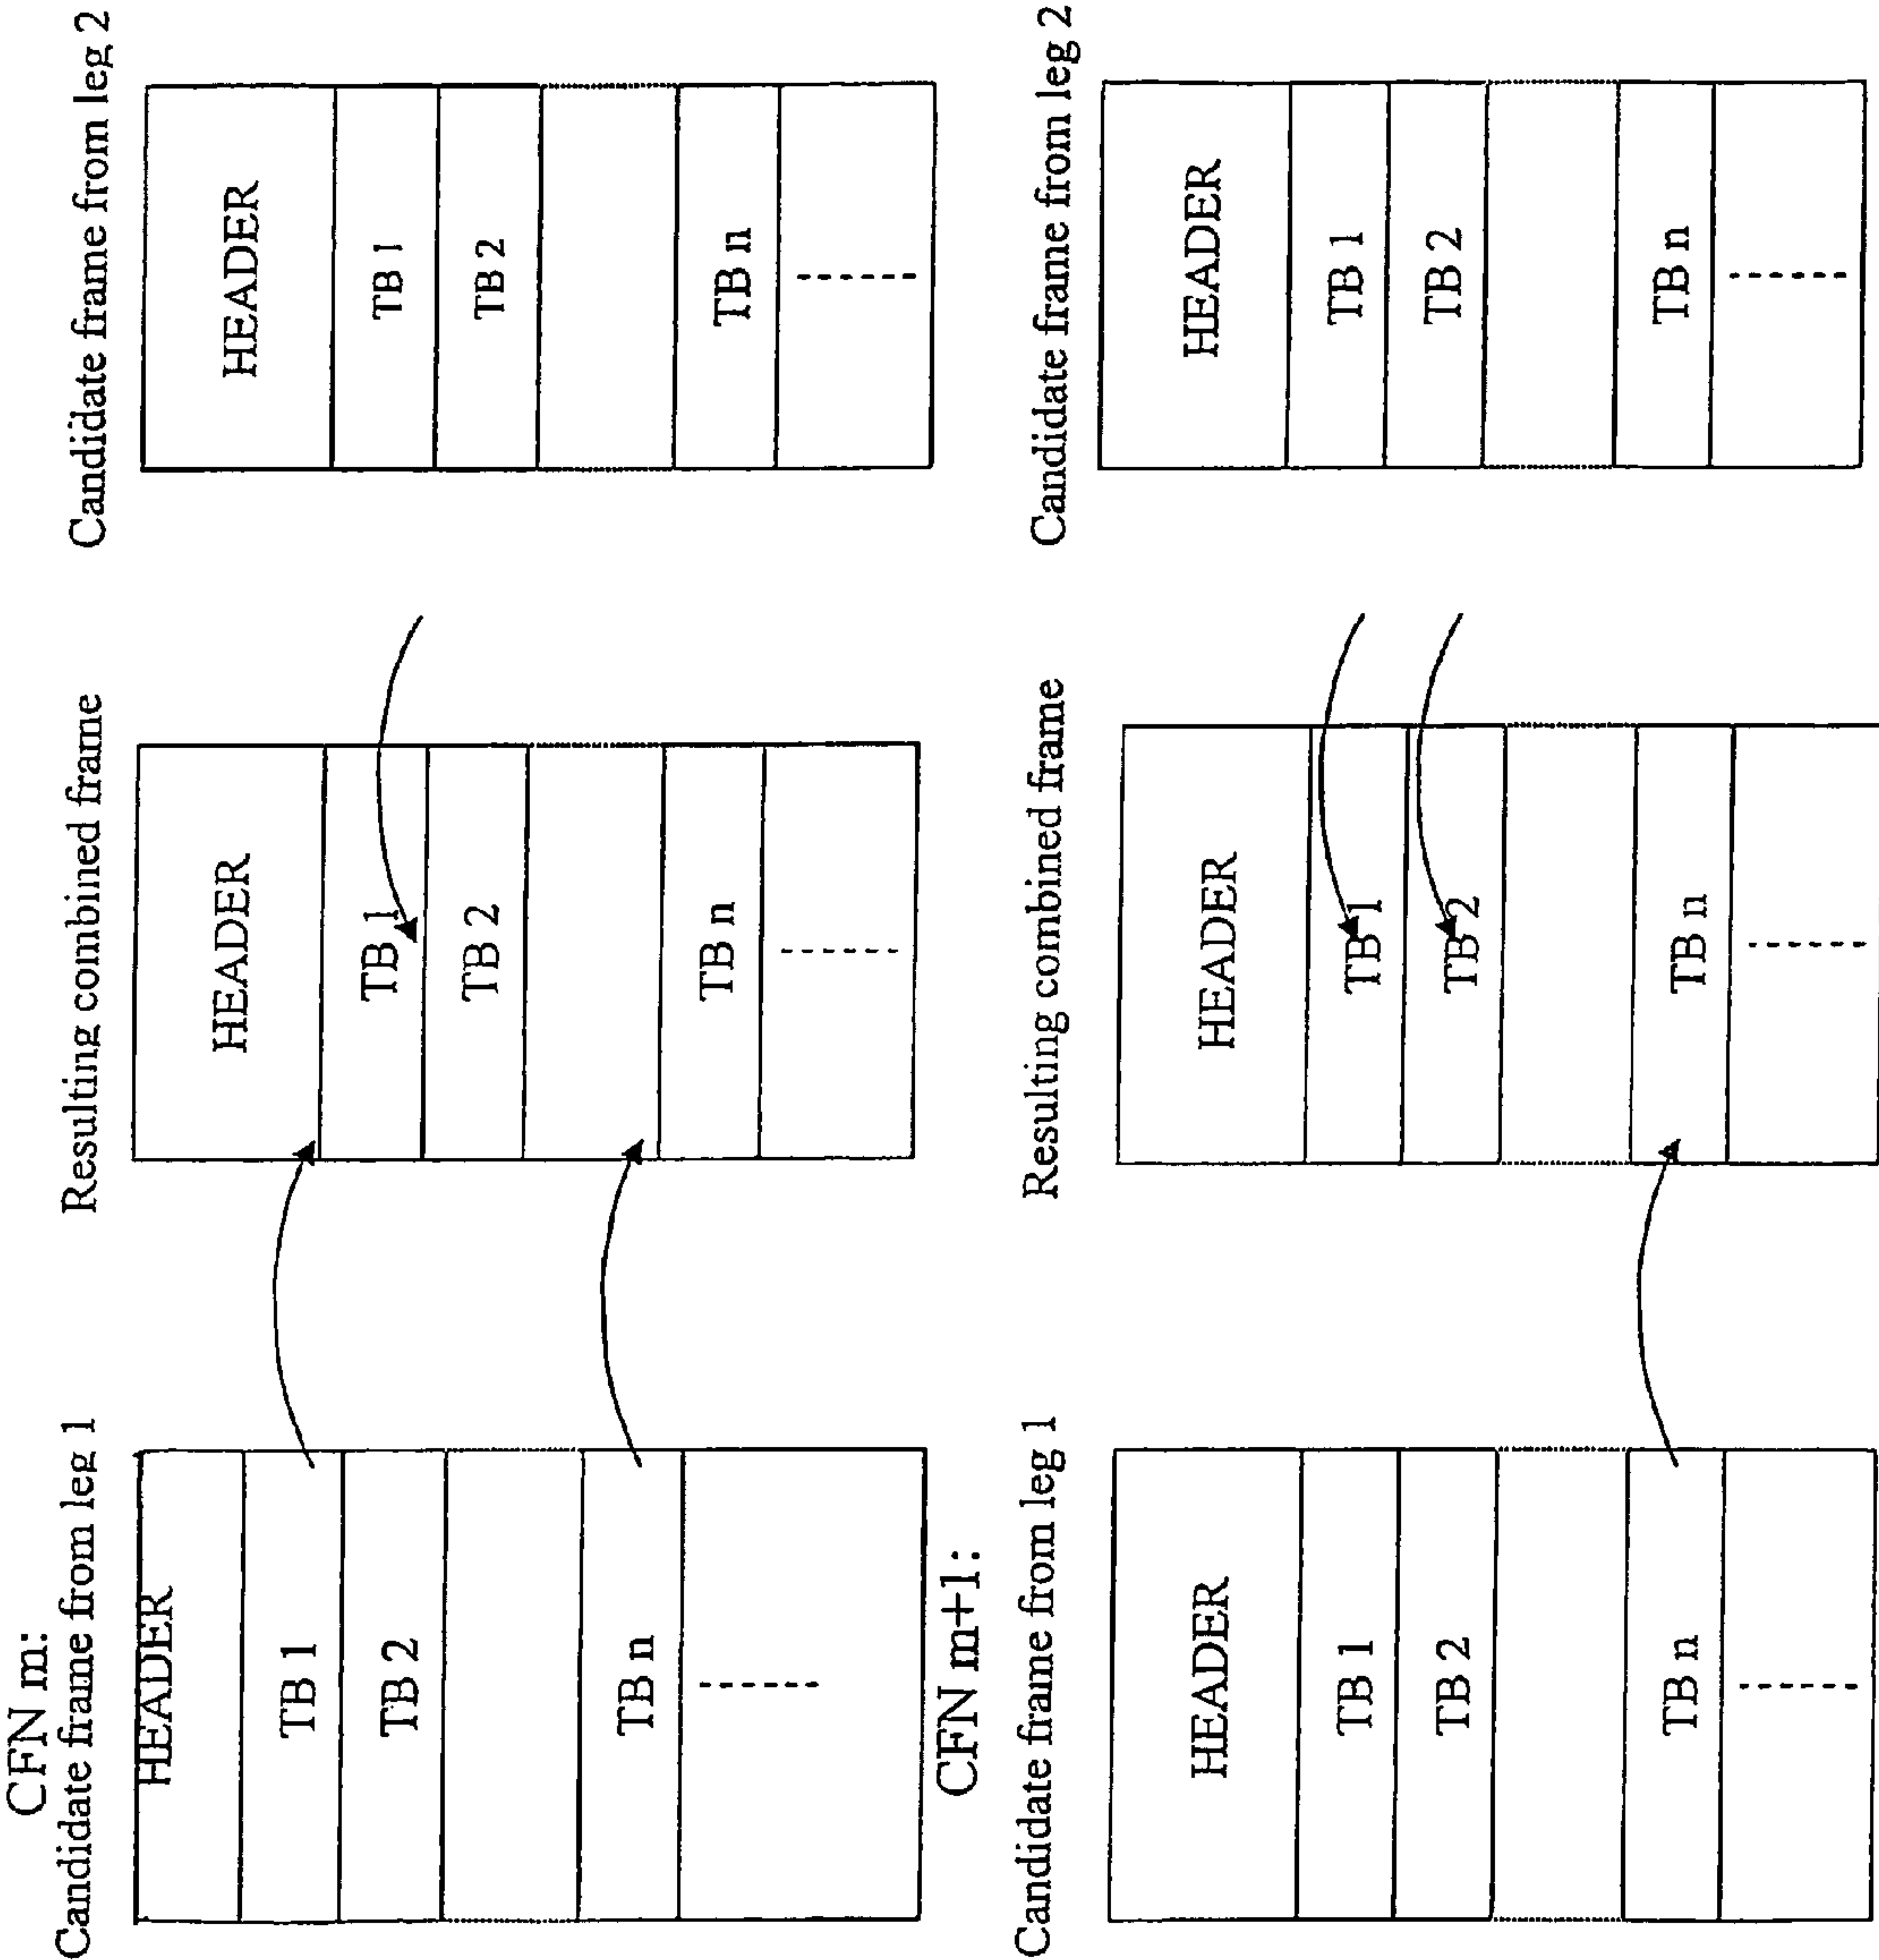 CFN m:
Candidate frame from leg 1
HEADER
TB 1
TB 2
TB n
Resulting combined frame
HEADER
TB 1
TB 2
TB n
Candidate frame from leg 2
HEADER
TB 1
TB 2
TB n
CFN m+1:
Candidate frame from leg 1
HEADER
TB 1
TB 2
TB n
Resulting combined frame
HEADER
TB 1
TB 2
TB n
Candidate frame from leg 2
HEADER
TB 1
TB 2
TB n